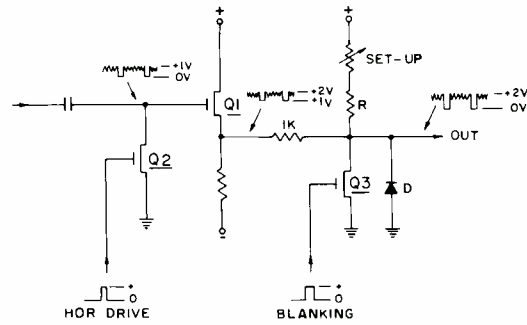 +
+
+1V
0V
SET-UP
Q1
+2V
+1V
R
+2V
0V
1K
OUT
Q2
Q3
D
-
+
0
+
0
HOR DRIVE
BLANKING